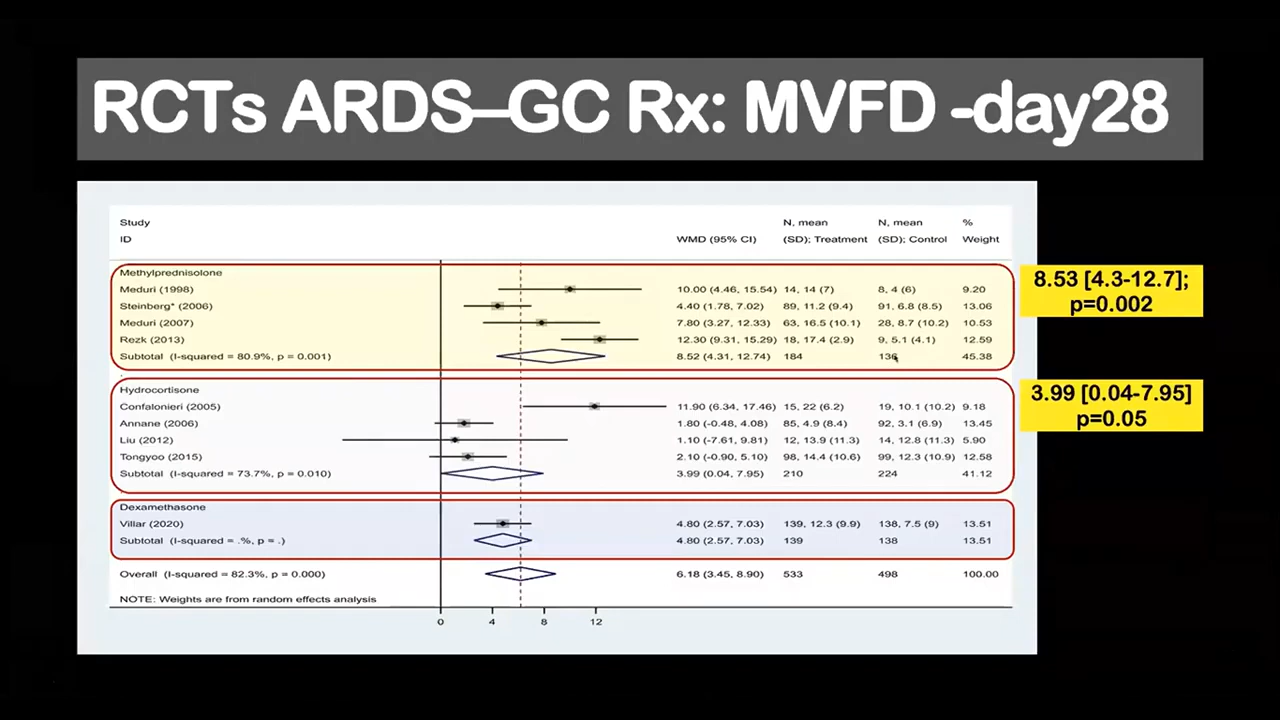 RCTs ARDS–GC Rx: MVFD -day28
Study N, mean N, mean %
ID WMD (95% CI) (SD); Treatment (SD); Control Weight
Methylprednisolone
Meduri (1998) 10.00 (4.46, 15.54) 14, 14 (7) 8, 4 (6) 9.20
Steinberg* (2006) 4.40 (1.78, 7.02) 89, 11.2 (9.4) 91, 6.8 (8.5) 13.06
Meduri (2007) 7.80 (3.27, 12.33) 63, 16.5 (10.1) 28, 8.7 (10.2) 10.53
Rezk (2013) 12.30 (9.31, 15.29) 18, 17.4 (2.9) 9, 5.1 (4.1) 12.59
Subtotal (I-squared = 80.9%, p = 0.001) 8.52 (4.31, 12.74) 184 136 45.38
8.53 [4.3-12.7];
p=0.002
Hydrocortisone
Confalonieri (2005) 11.90 (6.34, 17.46) 15, 22 (6.2) 19, 10.1 (10.2) 9.18
Annane (2006) 1.80 (-0.48, 4.08) 85, 4.9 (8.4) 92, 3.1 (6.9) 13.45
Liu (2012) 1.10 (-7.61, 9.81) 12, 13.9 (11.3) 14, 12.8 (11.3) 5.90
Tongyoo (2015) 2.10 (-0.90, 5.10) 98, 14.4 (10.6) 99, 12.3 (10.9) 12.58
Subtotal (I-squared = 73.7%, p = 0.010) 3.99 (0.04, 7.95) 210 224 41.12
3.99 [0.04-7.95]
p=0.05
Dexamethasone
Villar (2020) 4.80 (2.57, 7.03) 139, 12.3 (9.9) 138, 7.5 (9) 13.51
Subtotal (I-squared = .%, p = .) 4.80 (2.57, 7.03) 139 138 13.51
Overall (I-squared = 82.3%, p = 0.000) 6.18 (3.45, 8.90) 533 498 100.00
NOTE: Weights are from random effects analysis
0 4 8 12